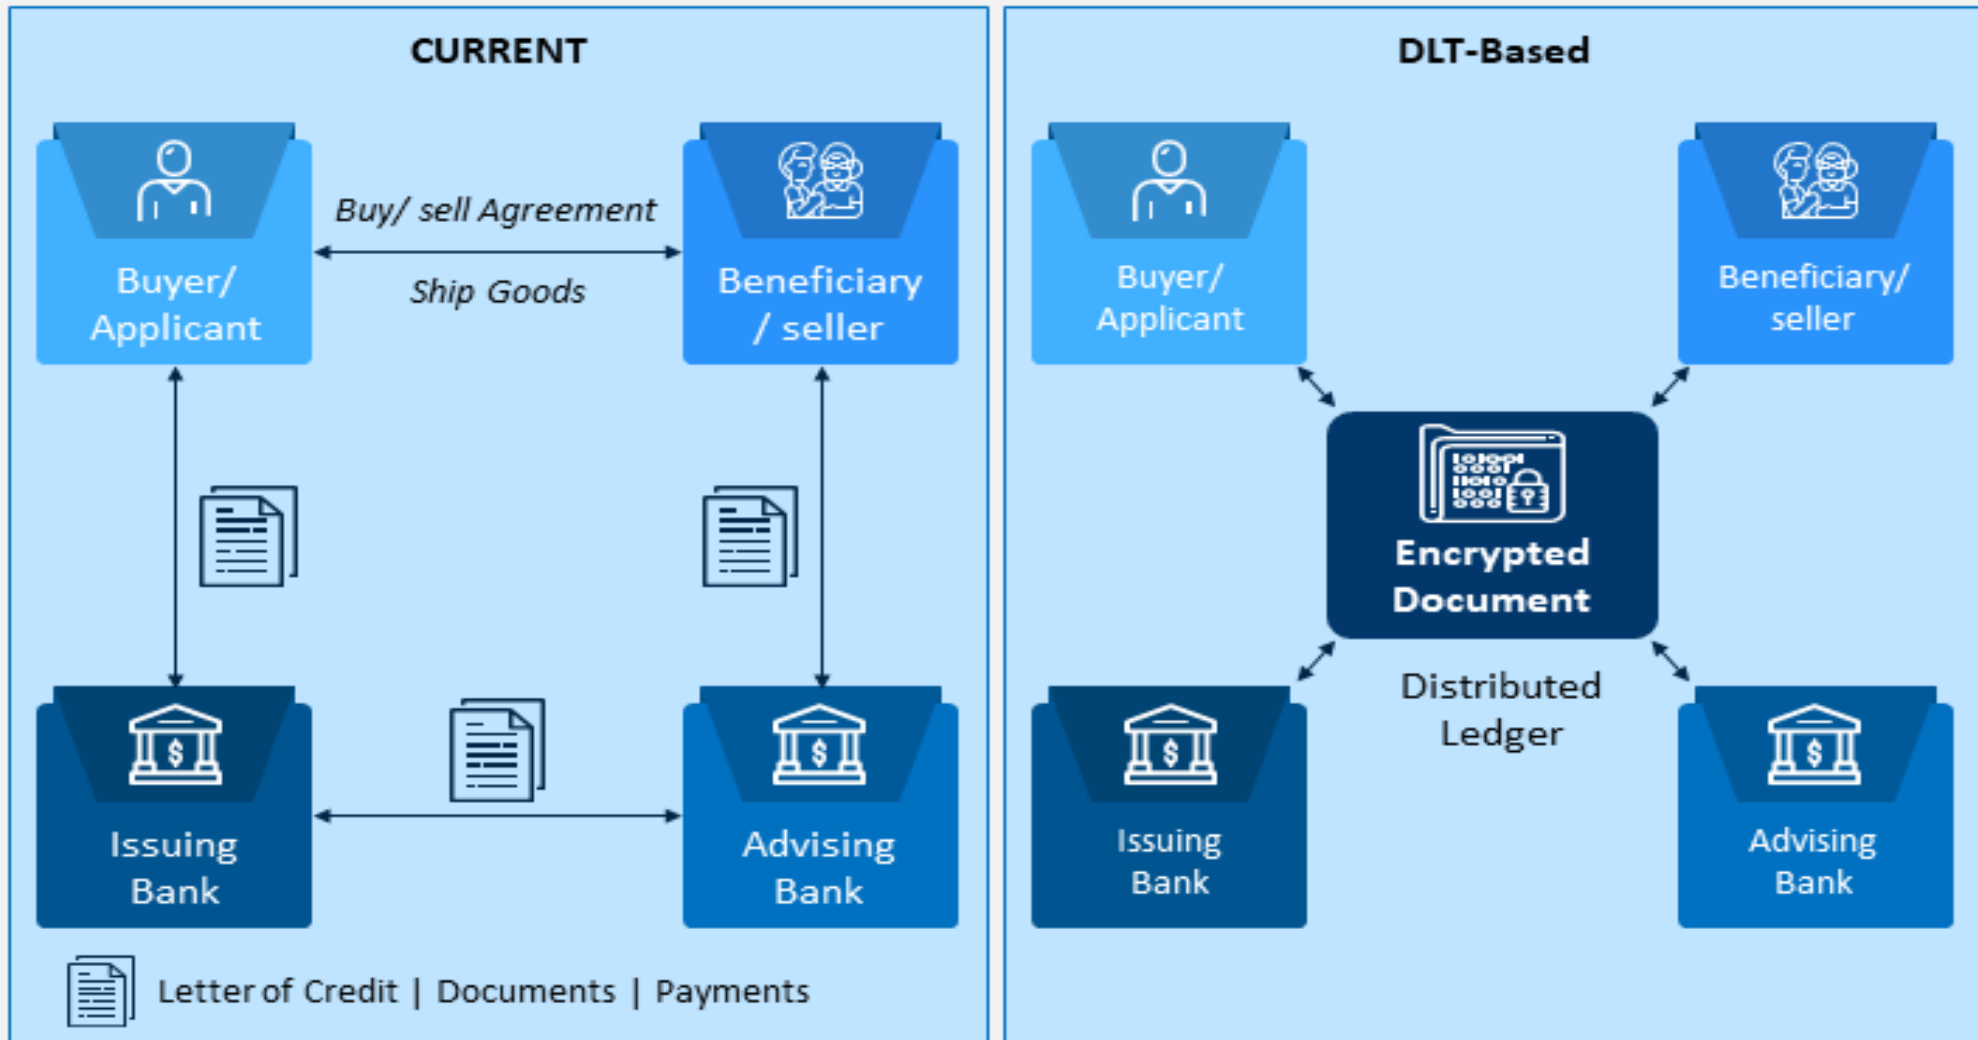 CURRENT
Buyer/
Applicant
Buy/ sell Agreement
Ship Goods
Beneficiary
/ seller
Issuing
Bank
$
Advising
Bank
$
Letter of Credit | Documents | Payments
DLT-Based
Buyer/
Applicant
Beneficiary/
seller
Encrypted
Document
Distributed
Ledger
Issuing
Bank
$
Advising
Bank
$